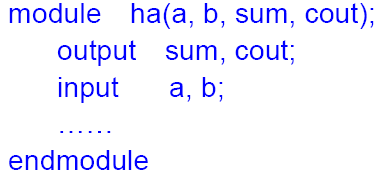 module ha(a, b, sum, cout);
output sum, cout;
input a, b;
……
endmodule